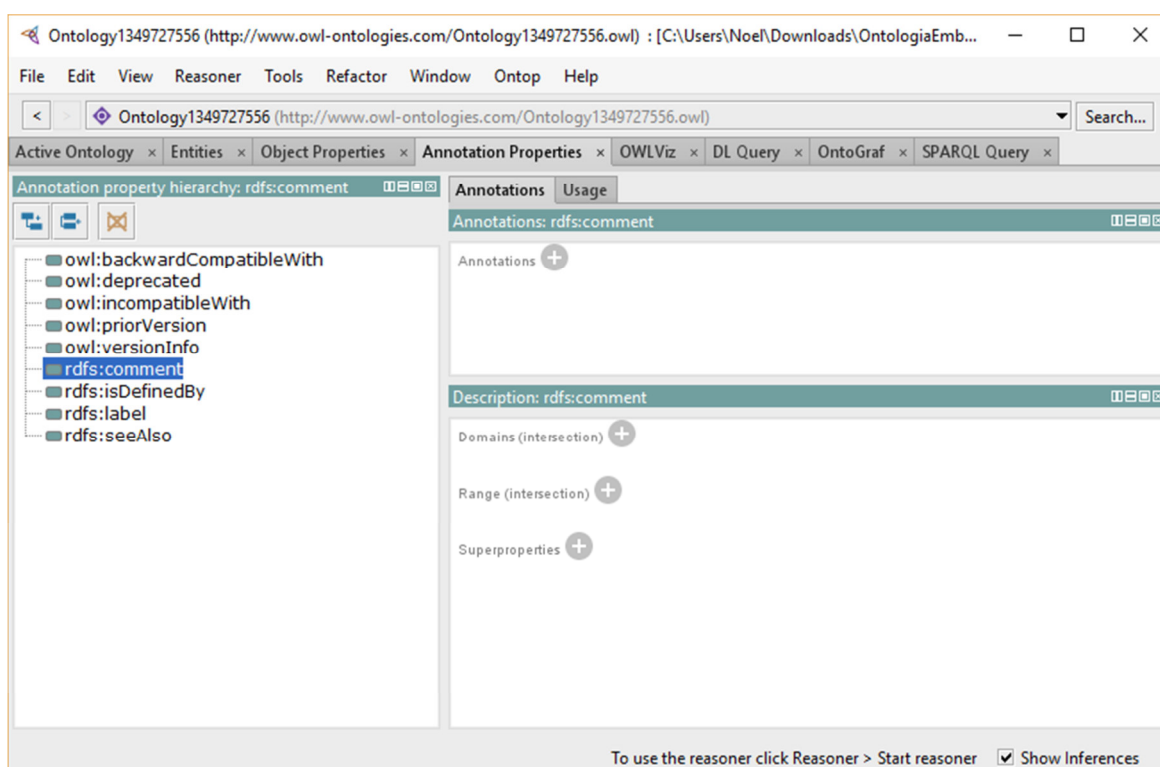 Ontology1349727556 (http://www.owl-ontologies.com/Ontology1349727556.owl) : [C:\Users\Noel\Downloads\OntologiaEmb...
File Edit View Reasoner Tools Refactor Window Ontop Help
< > Ontology1349727556 (http://www.owl-ontologies.com/Ontology1349727556.owl) Search...
Active Ontology × Entities × Object Properties × Annotation Properties × OWLViz × DL Query × OntoGraf × SPARQL Query ×
Annotation property hierarchy: rdfs:comment
owl:backwardCompatibleWith
owl:deprecated
owl:incompatibleWith
owl:priorVersion
owl:versionInfo
rdfs:comment
rdfs:isDefinedBy
rdfs:label
rdfs:seeAlso
Annotations Usage
Annotations: rdfs:comment
Annotations
Description: rdfs:comment
Domains (intersection)
Range (intersection)
Superproperties
To use the reasoner click Reasoner > Start reasoner Show Inferences